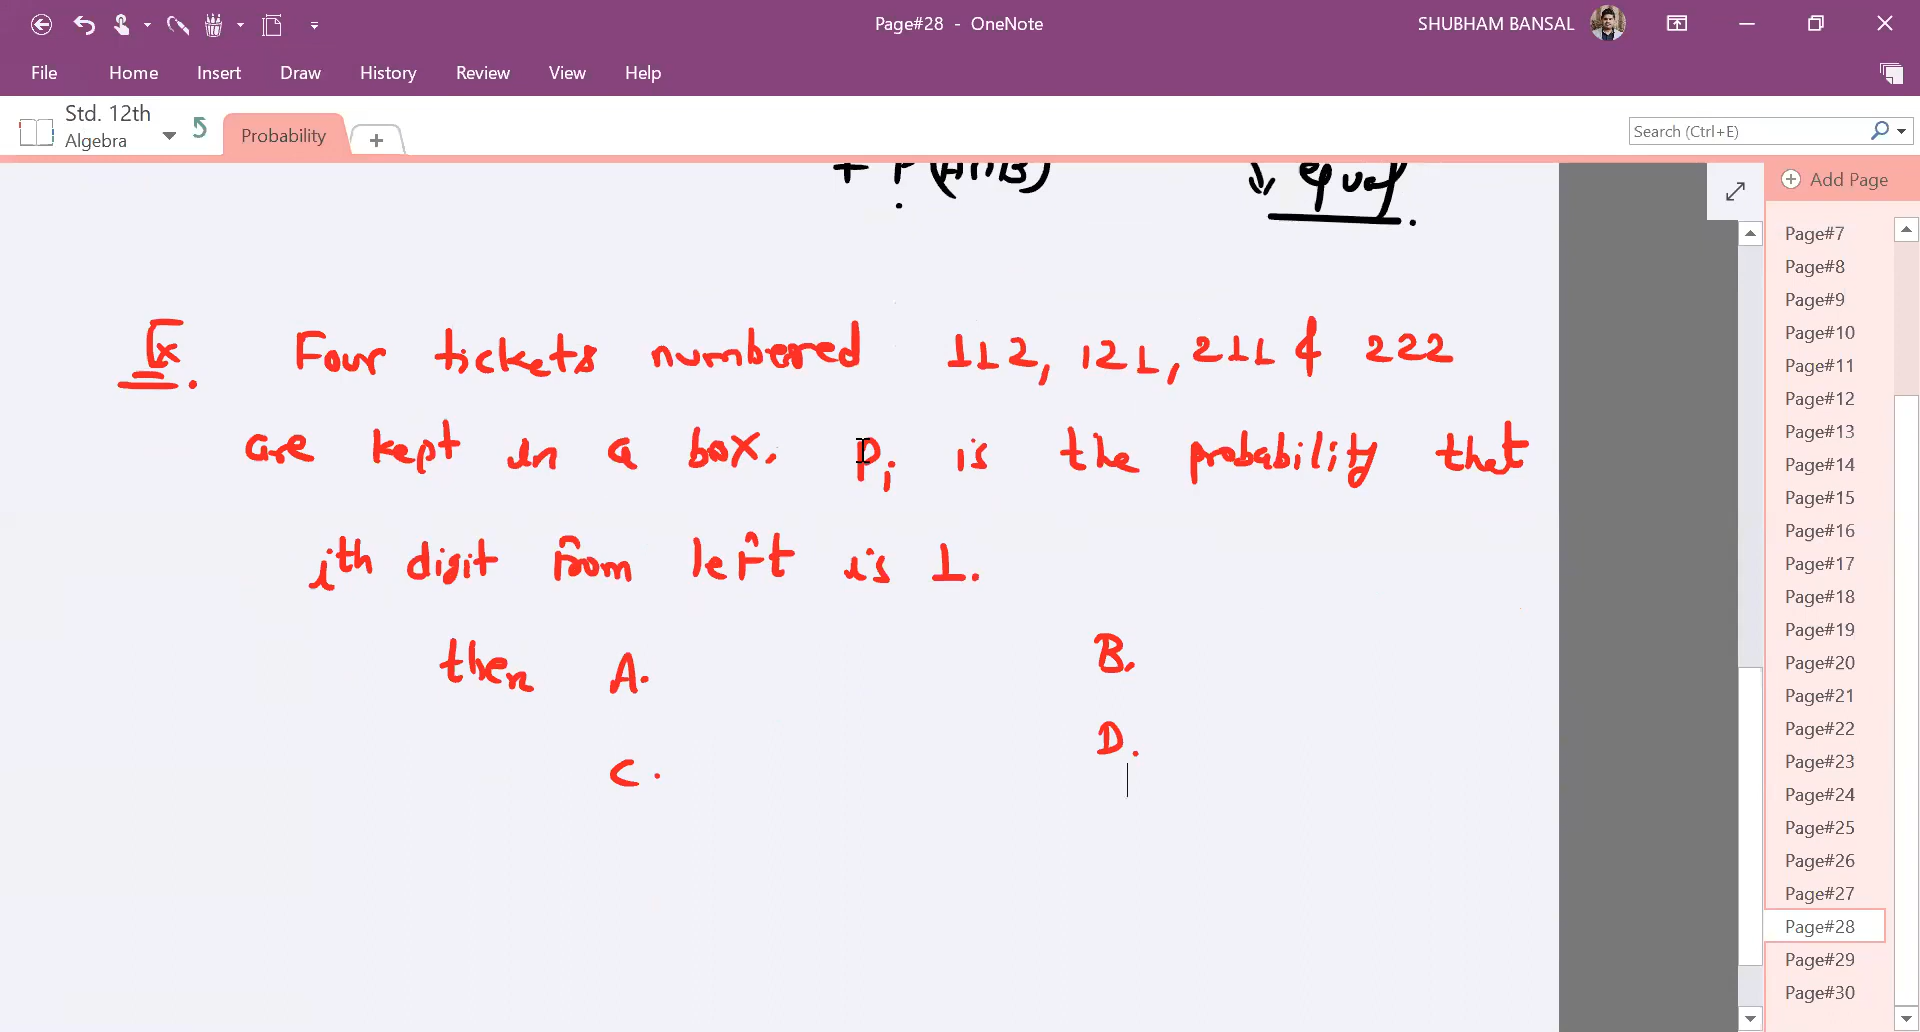 Page#28 - OneNote
SHUBHAM BANSAL
File Home Insert Draw History Review View Help
Std. 12th
Algebra
Probability
Search (Ctrl+E)
Add Page
equal.
Ex. Four tickets numbered 112, 121, 211 & 222
are kept in a box. Pi is the probability that
ith digit from left is 1.
then A. B.
C. D.
Page#7
Page#8
Page#9
Page#10
Page#11
Page#12
Page#13
Page#14
Page#15
Page#16
Page#17
Page#18
Page#19
Page#20
Page#21
Page#22
Page#23
Page#24
Page#25
Page#26
Page#27
Page#28
Page#29
Page#30